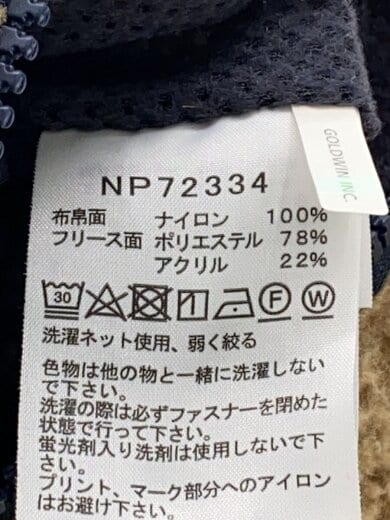 GOLDWIN INC.
NP72334
布帛面 ナイロン 100%
フリース面 ポリエステル 78%
アクリル 22%
30 F W
洗濯ネット使用、弱く絞る
色物は他の物と一緒に洗濯しない
で下さい。
洗濯の際は必ずファスナーを閉めた
状態で行って下さい。
蛍光剤入り洗剤は使用しないで下
さい。
プリント、マーク部分へのアイロン
はお避け下さい。